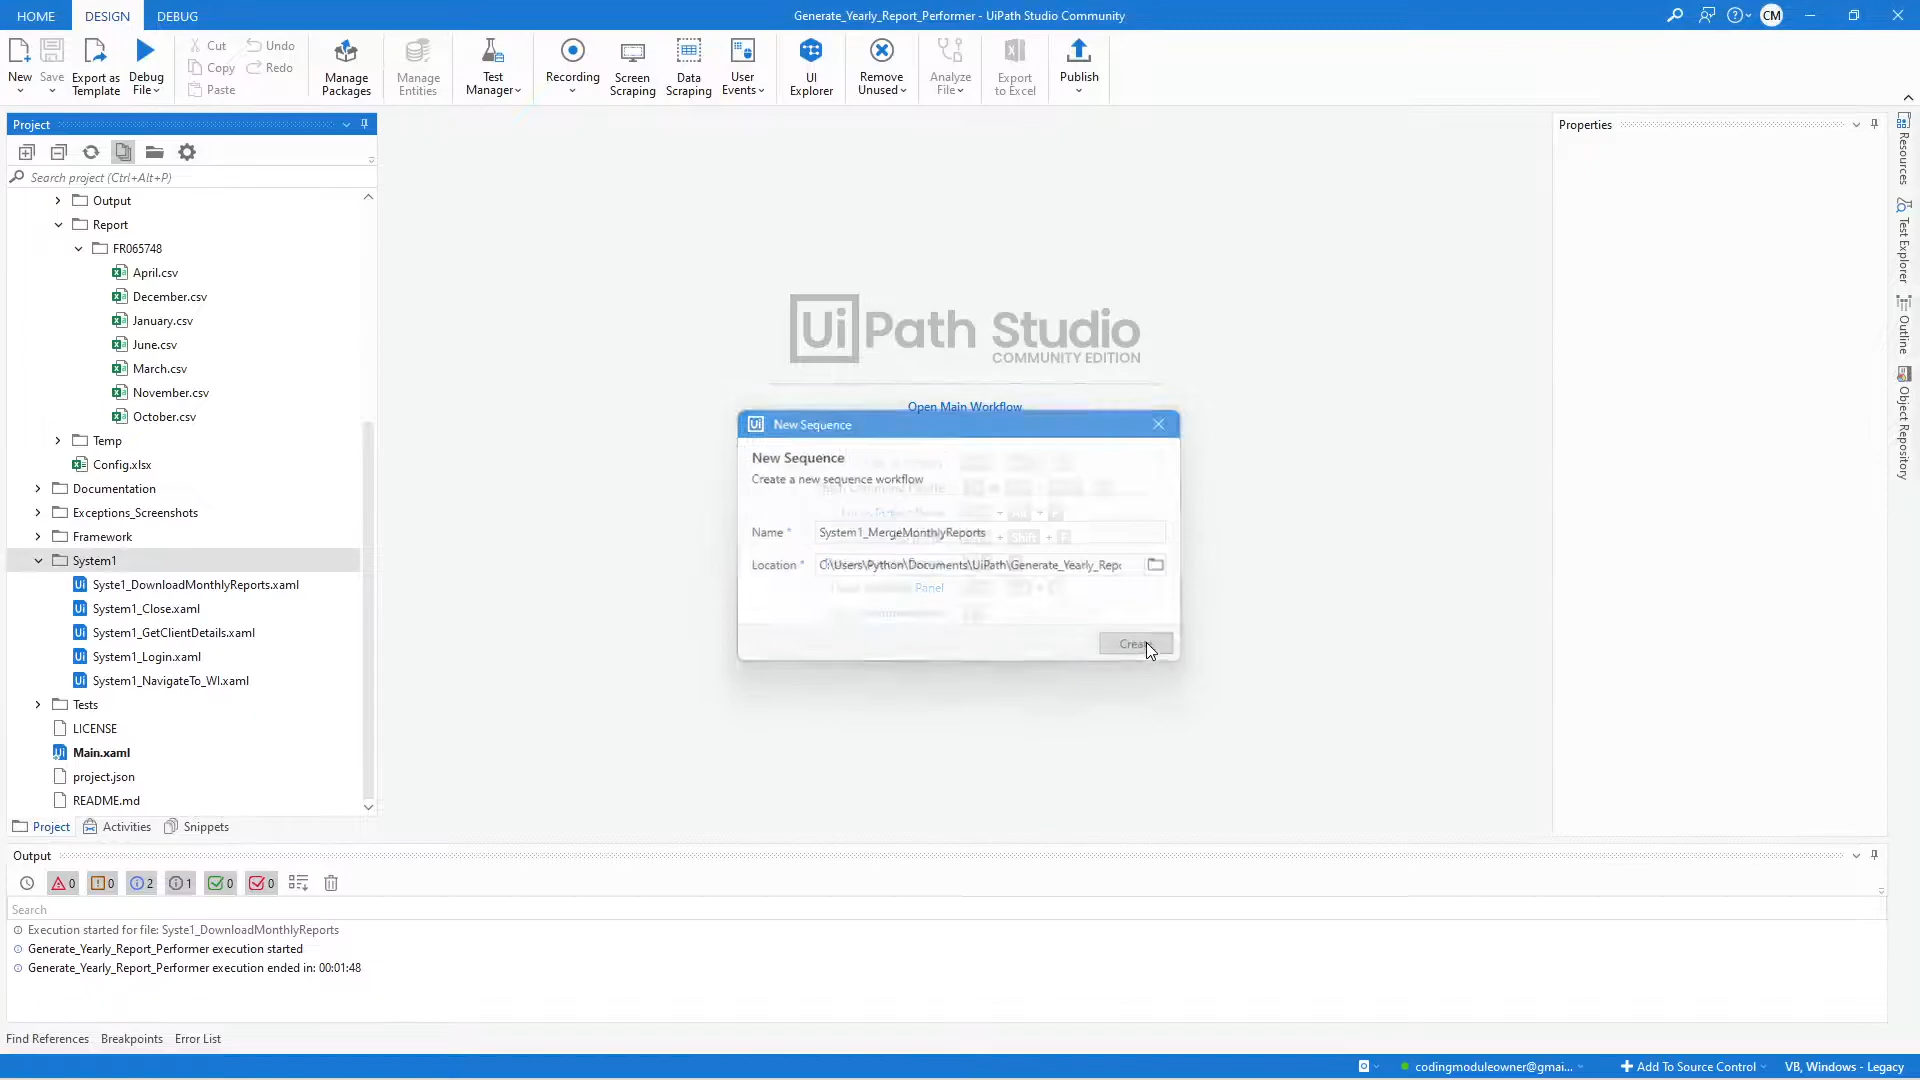 HOME DESIGN DEBUG
Generate_Yearly_Report_Performer - UiPath Studio Community
CM
New Save Export as Template Debug File
Cut Copy Paste Undo Redo
Manage Packages Manage Entities Test Manager
Recording Screen Scraping Data Scraping User Events
UI Explorer Remove Unused Analyze File Export to Excel Publish
Project
Search project (Ctrl+Alt+P)
Output
Report
FR065748
April.csv
December.csv
January.csv
June.csv
March.csv
November.csv
October.csv
Temp
Config.xlsx
Documentation
Exceptions_Screenshots
Framework
System1
Syste1_DownloadMonthlyReports.xaml
System1_Close.xaml
System1_GetClientDetails.xaml
System1_Login.xaml
System1_NavigateTo_WI.xaml
Tests
LICENSE
Main.xaml
project.json
README.md
Project Activities Snippets
UiPath Studio
COMMUNITY EDITION
Open Main Workflow
Ui New Sequence
New Sequence
Create a new sequence workflow
Name * System1_MergeMonthlyReports
Location * C:\Users\Python\Documents\UiPath\Generate_Yearly_Repo
Panel
Shift
Properties
Resources
Test Explorer
Outline
Object Repository
Output
0 0 2 1 0 0
Search
Execution started for file: Syste1_DownloadMonthlyReports
Generate_Yearly_Report_Performer execution started
Generate_Yearly_Report_Performer execution ended in: 00:01:48
Find References Breakpoints Error List
codingmoduleowner@gmai... Add To Source Control VB, Windows - Legacy